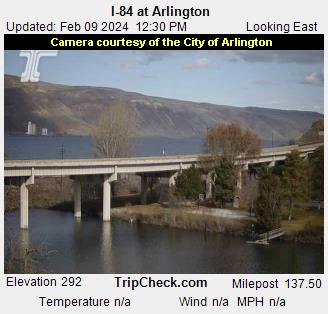 I-84 at Arlington
Updated: Feb 09 2024 12:30 PM Looking East
Camera courtesy of the City of Arlington
Elevation 292 TripCheck.com Milepost 137.50
Temperature n/a Wind n/a MPH n/a